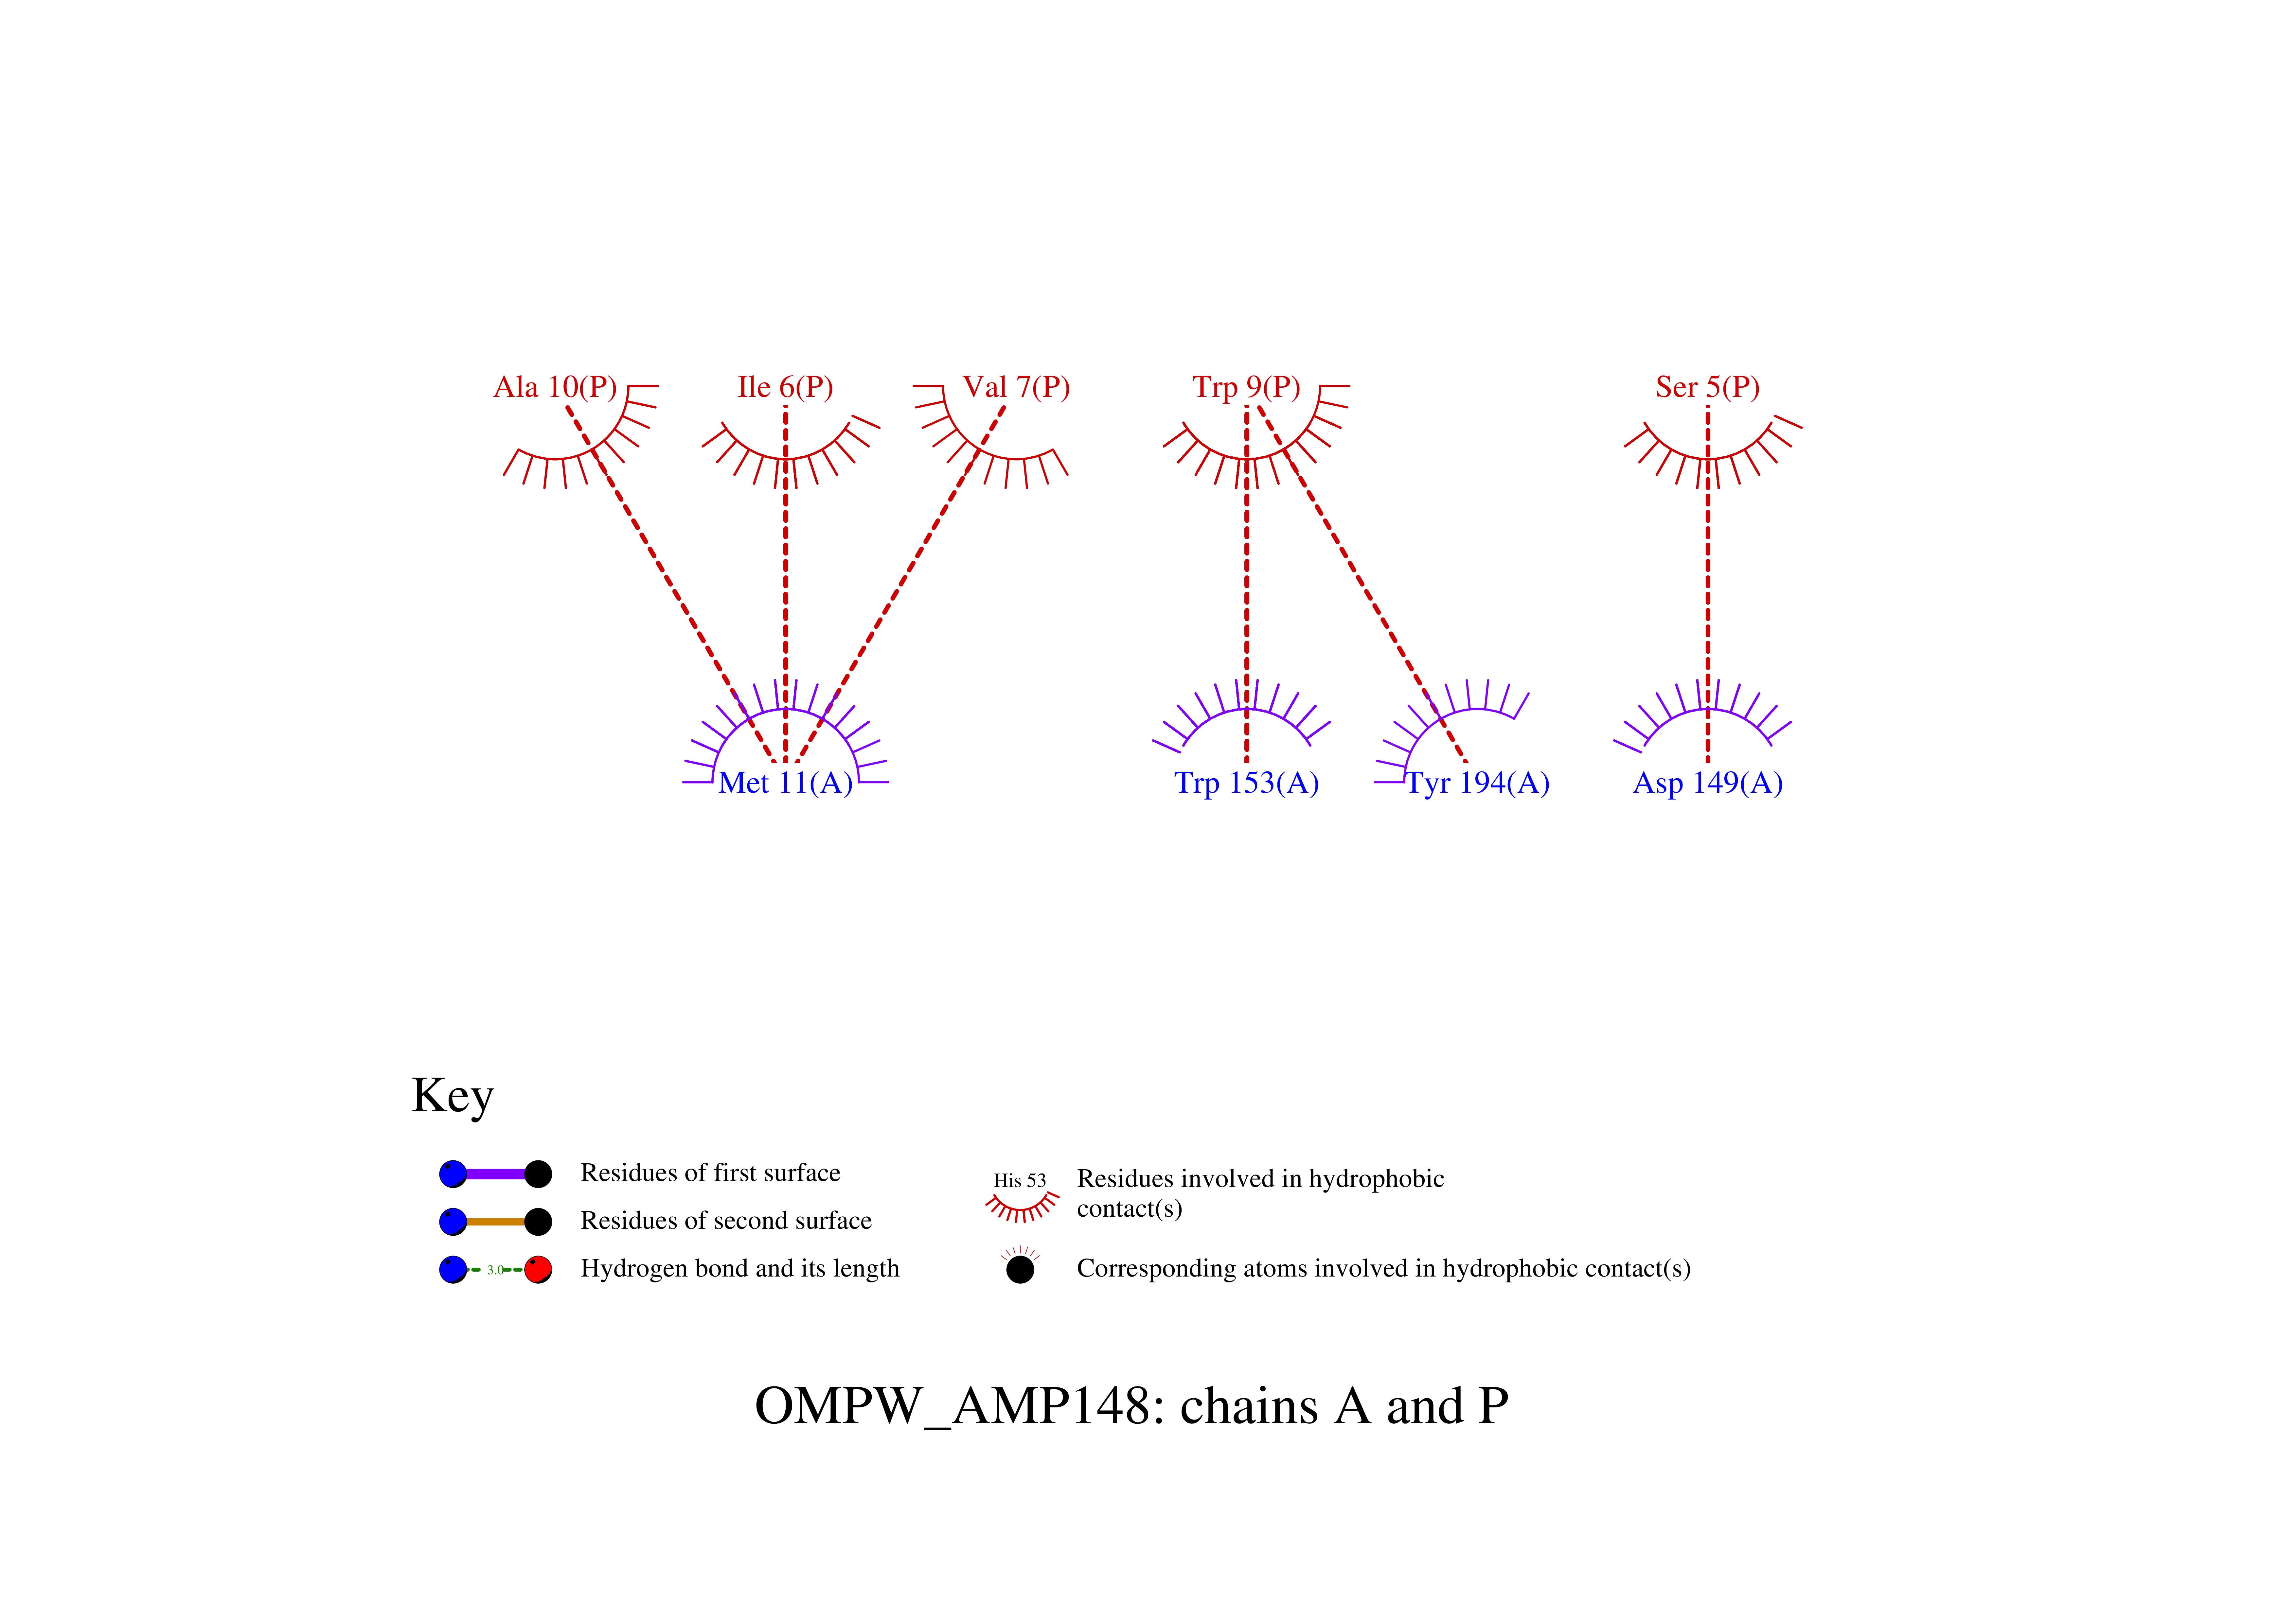 Ala 10(P) Ile 6(P) Val 7(P) Trp 9(P) Ser 5(P)
Met 11(A) Trp 153(A) Tyr 194(A) Asp 149(A)
Key
Residues of first surface
Residues of second surface
3.0 Hydrogen bond and its length
His 53 Residues involved in hydrophobic
contact(s)
Corresponding atoms involved in hydrophobic contact(s)
OMPW_AMP148: chains A and P